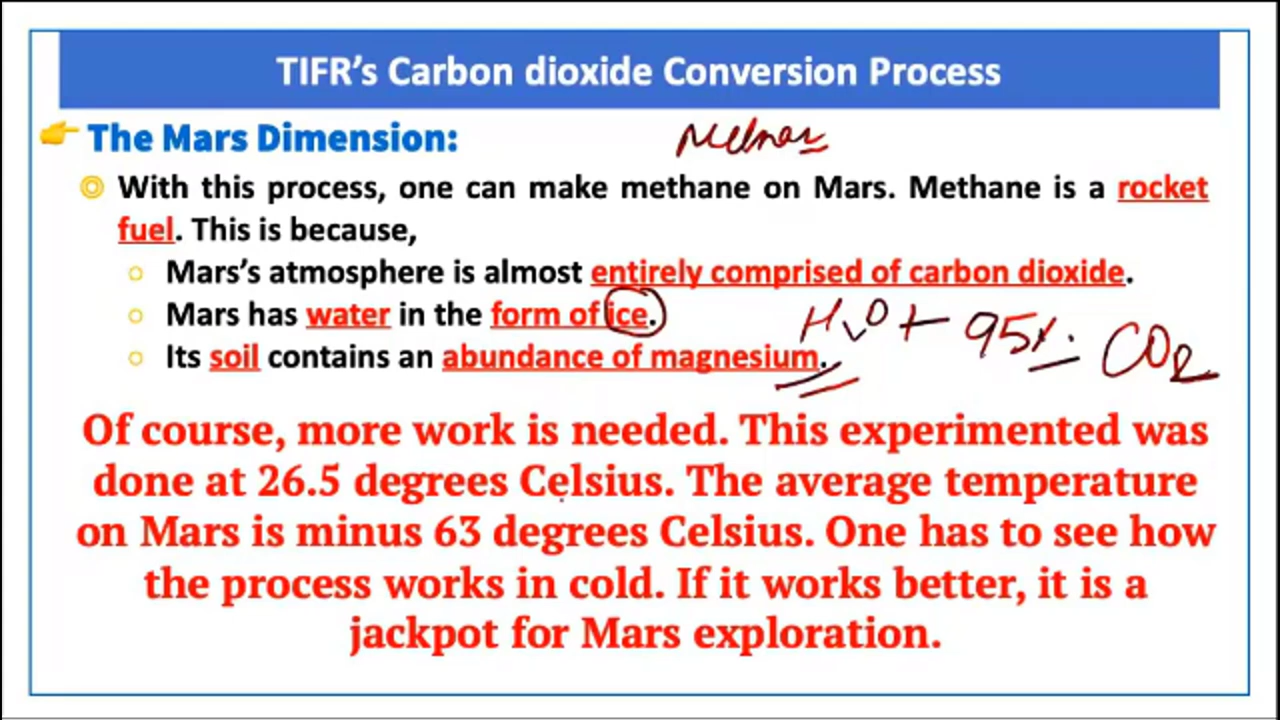 TIFR's Carbon dioxide Conversion Process
The Mars Dimension:
With this process, one can make methane on Mars. Methane is a rocket
fuel. This is because,
Mars's atmosphere is almost entirely comprised of carbon dioxide.
Mars has water in the form of ice.
H2O + 95%. CO2
Its soil contains an abundance of magnesium.
Of course, more work is needed. This experimented was
done at 26.5 degrees Celsius. The average temperature
on Mars is minus 63 degrees Celsius. One has to see how
the process works in cold. If it works better, it is a
jackpot for Mars exploration.